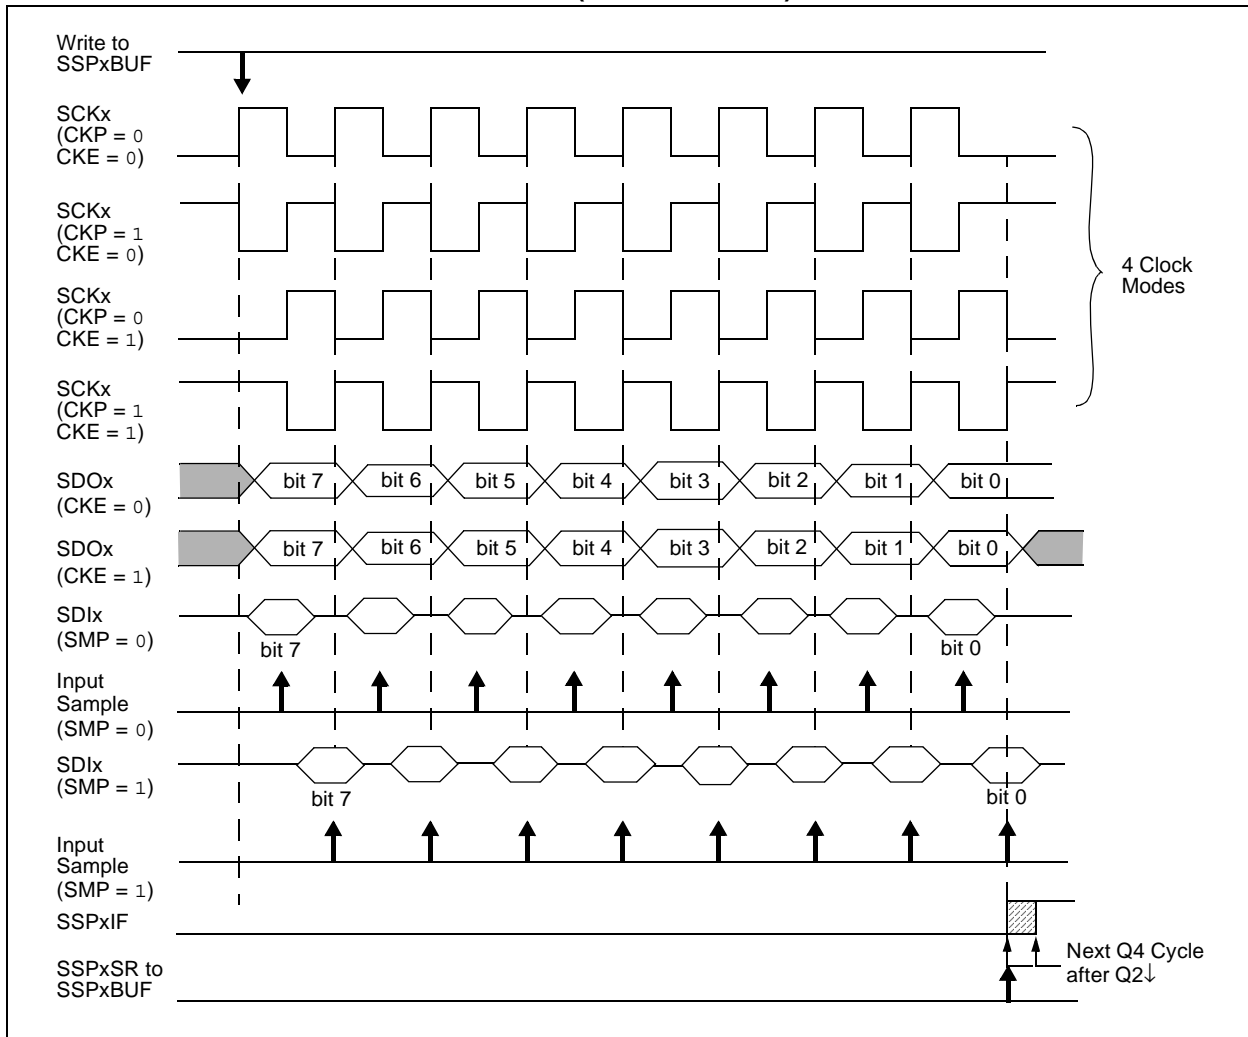 Write to
SSPxBUF
SCKx
(CKP = 0
CKE = 0)
SCKx
(CKP = 1
CKE = 0)
SCKx
(CKP = 0
CKE = 1)
SCKx
(CKP = 1
CKE = 1)
4 Clock
Modes
SDOx
(CKE = 0)
bit 7 bit 6 bit 5 bit 4 bit 3 bit 2 bit 1 bit 0
SDOx
(CKE = 1)
bit 7 bit 6 bit 5 bit 4 bit 3 bit 2 bit 1 bit 0
SDIx
(SMP = 0)
bit 7 bit 0
Input
Sample
(SMP = 0)
SDIx
(SMP = 1)
bit 7 bit 0
Input
Sample
(SMP = 1)
SSPxIF
SSPxSR to
SSPxBUF
Next Q4 Cycle
after Q2↓